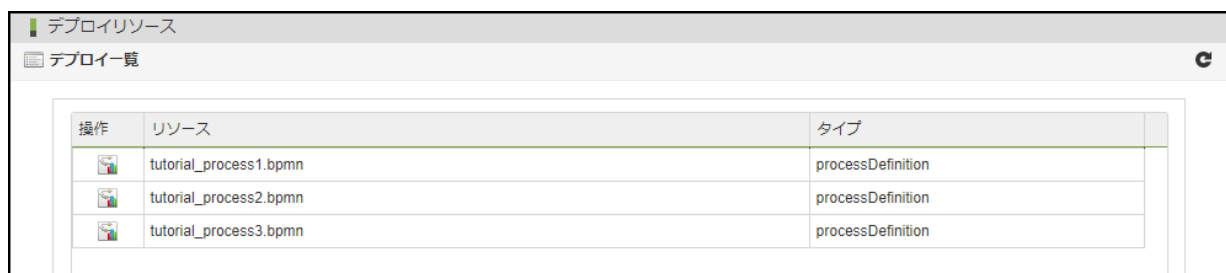 デプロイリソース
デプロイ一覧
操作 リソース タイプ
tutorial_process1.bpmn processDefinition
tutorial_process2.bpmn processDefinition
tutorial_process3.bpmn processDefinition